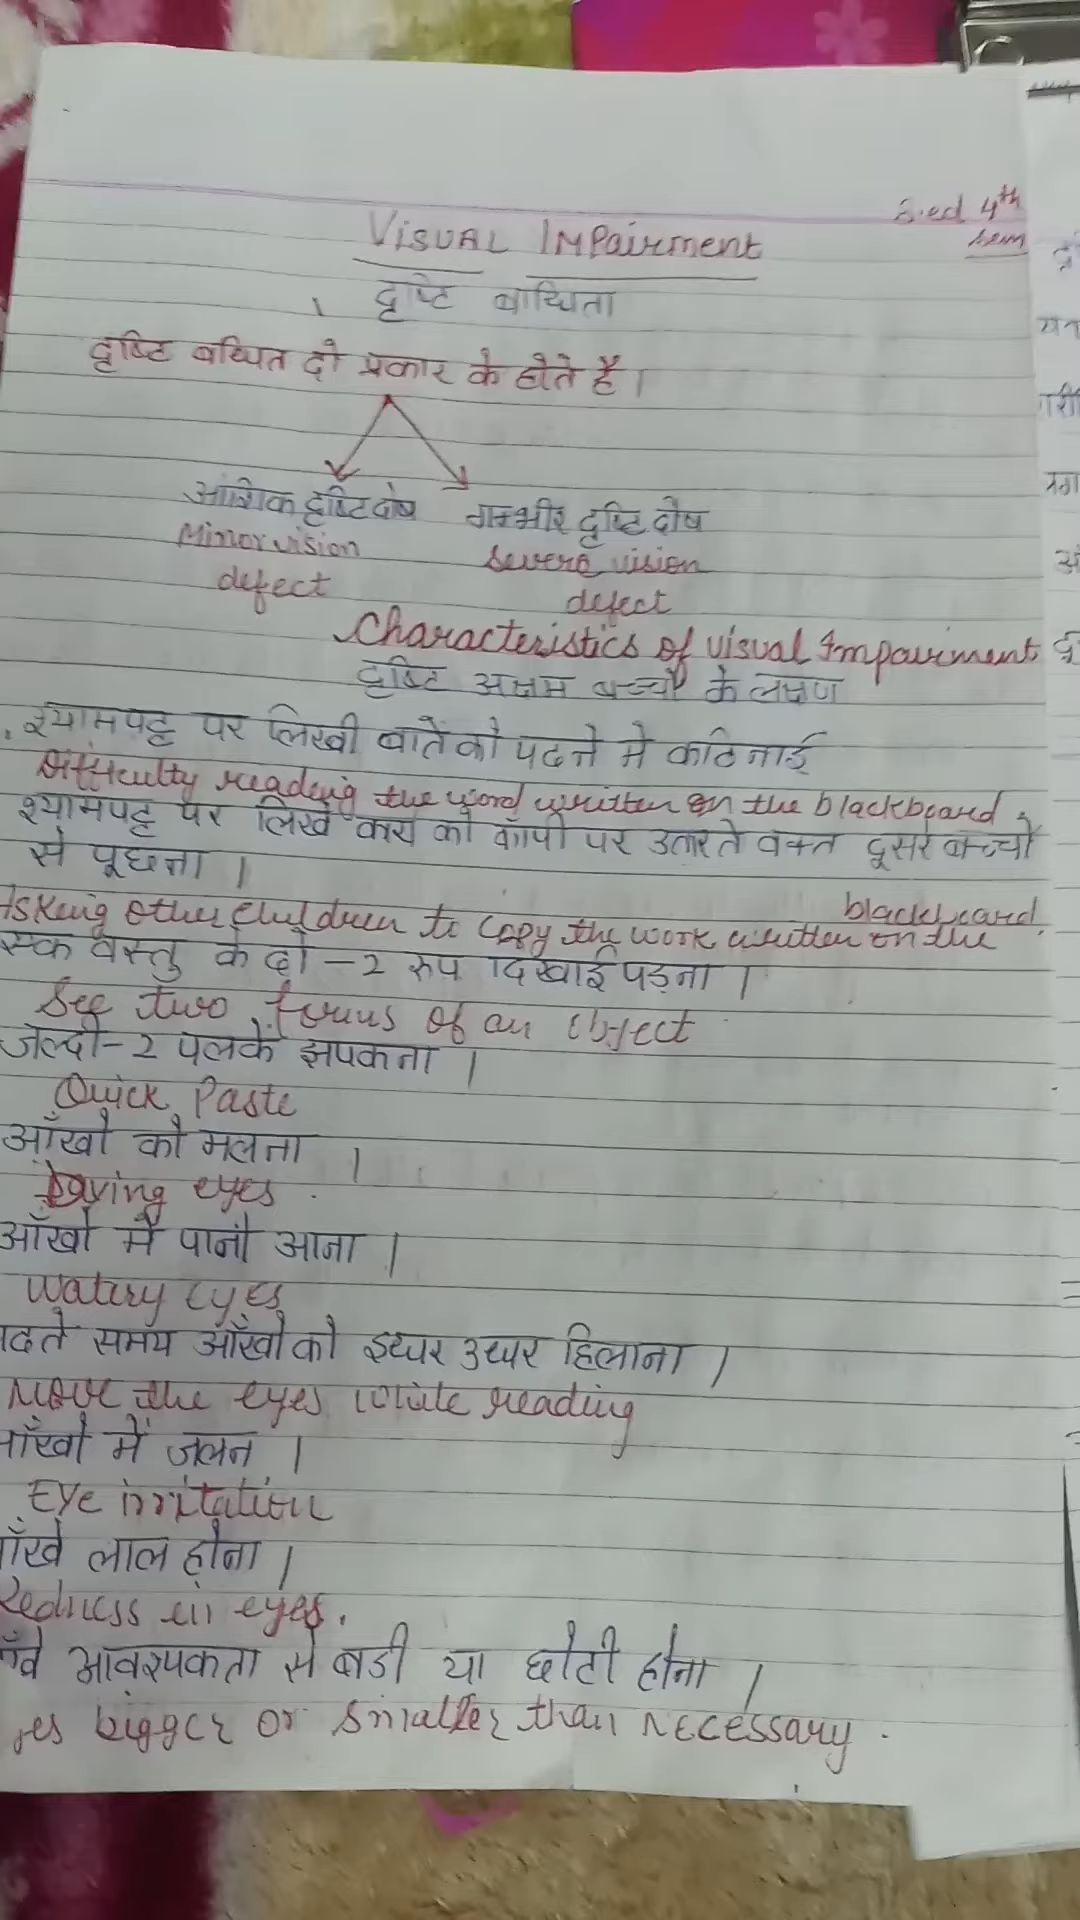 B.ed 4th
sem
Visual Impairment
दृष्टि बाधिता
दृष्टि बधित दो प्रकार के होते हैं।
आंशिक दृष्टि दोष गम्भीर दृष्टि दोष
Minor vision severe vision
defect defect
Characteristics of visual Impairment
दृष्टि अक्षम बच्चों के लक्षण
श्यामपट्ट पर लिखी बातें को पढने में कठिनाई
Difficulty reading the word written on the blackboard.
श्यामपट्ट पर लिखे कार्य को कॉपी पर उतारते वक्त दूसरे बच्चों
से पूछना।
blackboard.
Asking other children to copy the work written on the
एक वस्तु के दो-2 रूप दिखाई पड़ना।
See two forms of an object
जल्दी-2 पलकें झपकना।
Quick Paste
आँखों को मलना।
eyes.
आँखों में पानी आना।
Watery eyes
पढते समय आँखों को इधर उधर हिलाना।
Move the eyes while reading
आँखों में जलन।
Eye irritation
आँखें लाल होना।
Redness in eyes.
आवश्यकता से बडी या छोटी होना।
bigger or smaller than necessary.